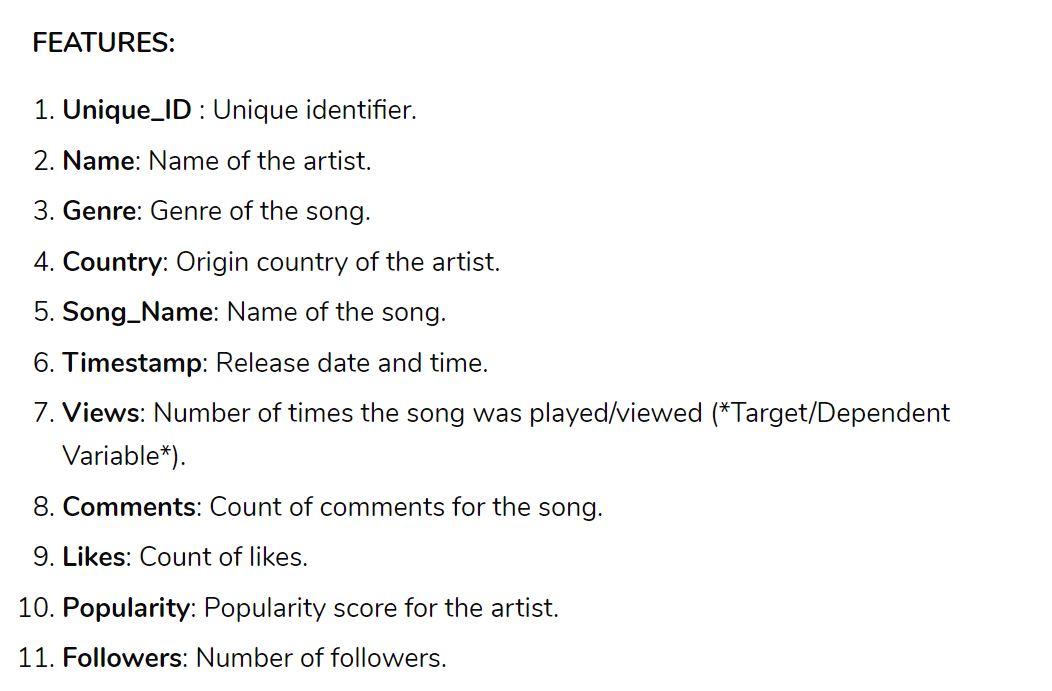 FEATURES:
1. Unique_ID : Unique identifier.
2. Name: Name of the artist.
3. Genre: Genre of the song.
4. Country: Origin country of the artist.
5. Song_Name: Name of the song.
6. Timestamp: Release date and time.
7. Views: Number of times the song was played/viewed (*Target/Dependent
Variable*).
8. Comments: Count of comments for the song.
9. Likes: Count of likes.
10. Popularity: Popularity score for the artist.
11. Followers: Number of followers.